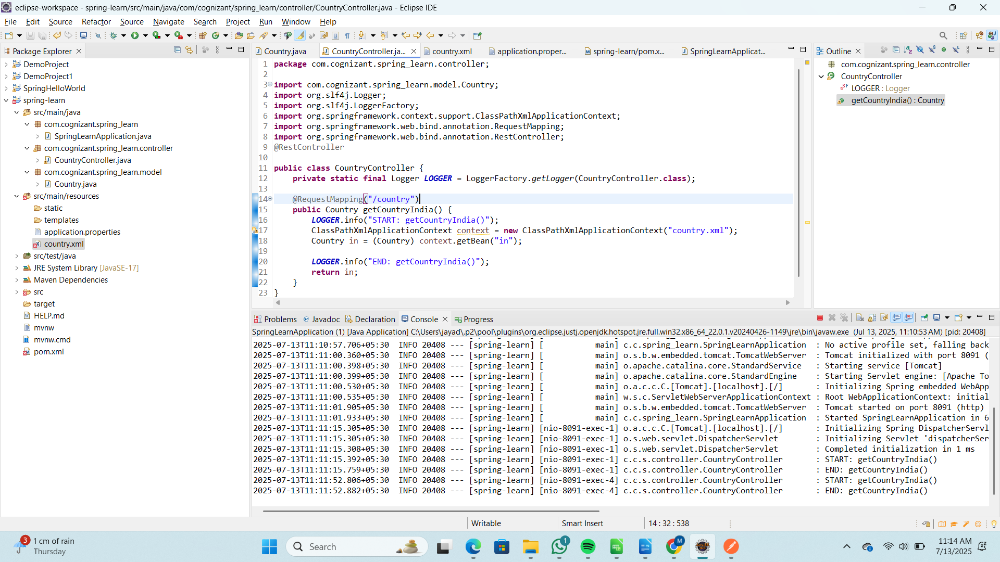 eclipse-workspace - spring-learn/src/main/java/com/cognizant/spring_learn/controller/CountryController.java - Eclipse IDE
File Edit Source Refactor Source Navigate Search Project Run Window Help
Package Explorer
DemoProject
DemoProject1
SpringHelloWorld
spring-learn
src/main/java
com.cognizant.spring_learn
SpringLearnApplication.java
com.cognizant.spring_learn.controller
CountryController.java
com.cognizant.spring_learn.model
Country.java
src/main/resources
static
templates
application.properties
country.xml
src/test/java
JRE System Library [JavaSE-17]
Maven Dependencies
src
target
HELP.md
mvnw
mvnw.cmd
pom.xml
Country.java CountryController.ja... country.xml application.proper... spring-learn/pom.x... SpringLearnApplicat...
1 package com.cognizant.spring_learn.controller;
2
3 import com.cognizant.spring_learn.model.Country;
4 import org.slf4j.Logger;
5 import org.slf4j.LoggerFactory;
6 import org.springframework.context.support.ClassPathXmlApplicationContext;
7 import org.springframework.web.bind.annotation.RequestMapping;
8 import org.springframework.web.bind.annotation.RestController;
9 @RestController
10
11 public class CountryController {
12 private static final Logger LOGGER = LoggerFactory.getLogger(CountryController.class);
13
14 @RequestMapping("/country")
15 public Country getCountryIndia() {
16 LOGGER.info("START: getCountryIndia()");
17 ClassPathXmlApplicationContext context = new ClassPathXmlApplicationContext("country.xml");
18 Country in = (Country) context.getBean("in");
19
20 LOGGER.info("END: getCountryIndia()");
21 return in;
22 }
23 }
Outline
com.cognizant.spring_learn.controller
CountryController
LOGGER : Logger
getCountryIndia() : Country
Problems Javadoc Declaration Console Progress
SpringLearnApplication (1) [Java Application] C:\Users\jayad\.p2\pool\plugins\org.eclipse.justj.openjdk.hotspot.jre.full.win32.x86_64_22.0.1.v20240426-1149\jre\bin\javaw.exe (Jul 13, 2025, 11:10:53 AM) [pid: 20408]
2025-07-13T11:10:57.706+05:30 INFO 20408 --- [spring-learn] [ main] c.c.spring_learn.SpringLearnApplication : No active profile set, falling back
2025-07-13T11:11:00.360+05:30 INFO 20408 --- [spring-learn] [ main] o.s.b.w.embedded.tomcat.TomcatWebServer : Tomcat initialized with port 8091 (
2025-07-13T11:11:00.398+05:30 INFO 20408 --- [spring-learn] [ main] o.apache.catalina.core.StandardService : Starting service [Tomcat]
2025-07-13T11:11:00.399+05:30 INFO 20408 --- [spring-learn] [ main] o.apache.catalina.core.StandardEngine : Starting Servlet engine: [Apache To
2025-07-13T11:11:00.530+05:30 INFO 20408 --- [spring-learn] [ main] o.a.c.c.C.[Tomcat].[localhost].[/] : Initializing Spring embedded WebApp
2025-07-13T11:11:00.535+05:30 INFO 20408 --- [spring-learn] [ main] w.s.c.ServletWebServerApplicationContext : Root WebApplicationContext: initial
2025-07-13T11:11:01.905+05:30 INFO 20408 --- [spring-learn] [ main] o.s.b.w.embedded.tomcat.TomcatWebServer : Tomcat started on port 8091 (http)
2025-07-13T11:11:01.933+05:30 INFO 20408 --- [spring-learn] [ main] c.c.spring_learn.SpringLearnApplication : Started SpringLearnApplication in 6
2025-07-13T11:11:15.305+05:30 INFO 20408 --- [spring-learn] [nio-8091-exec-1] o.a.c.c.C.[Tomcat].[localhost].[/] : Initializing Spring DispatcherServl
2025-07-13T11:11:15.305+05:30 INFO 20408 --- [spring-learn] [nio-8091-exec-1] o.s.web.servlet.DispatcherServlet : Initializing Servlet 'dispatcherSer
2025-07-13T11:11:15.308+05:30 INFO 20408 --- [spring-learn] [nio-8091-exec-1] o.s.web.servlet.DispatcherServlet : Completed initialization in 1 ms
2025-07-13T11:11:15.392+05:30 INFO 20408 --- [spring-learn] [nio-8091-exec-1] c.c.s.controller.CountryController : START: getCountryIndia()
2025-07-13T11:11:15.759+05:30 INFO 20408 --- [spring-learn] [nio-8091-exec-1] c.c.s.controller.CountryController : END: getCountryIndia()
2025-07-13T11:11:52.806+05:30 INFO 20408 --- [spring-learn] [nio-8091-exec-4] c.c.s.controller.CountryController : START: getCountryIndia()
2025-07-13T11:11:52.882+05:30 INFO 20408 --- [spring-learn] [nio-8091-exec-4] c.c.s.controller.CountryController : END: getCountryIndia()
Writable Smart Insert 14 : 32 : 538
3 1 cm of rain
Thursday
Search
1
M
11:14 AM
7/13/2025